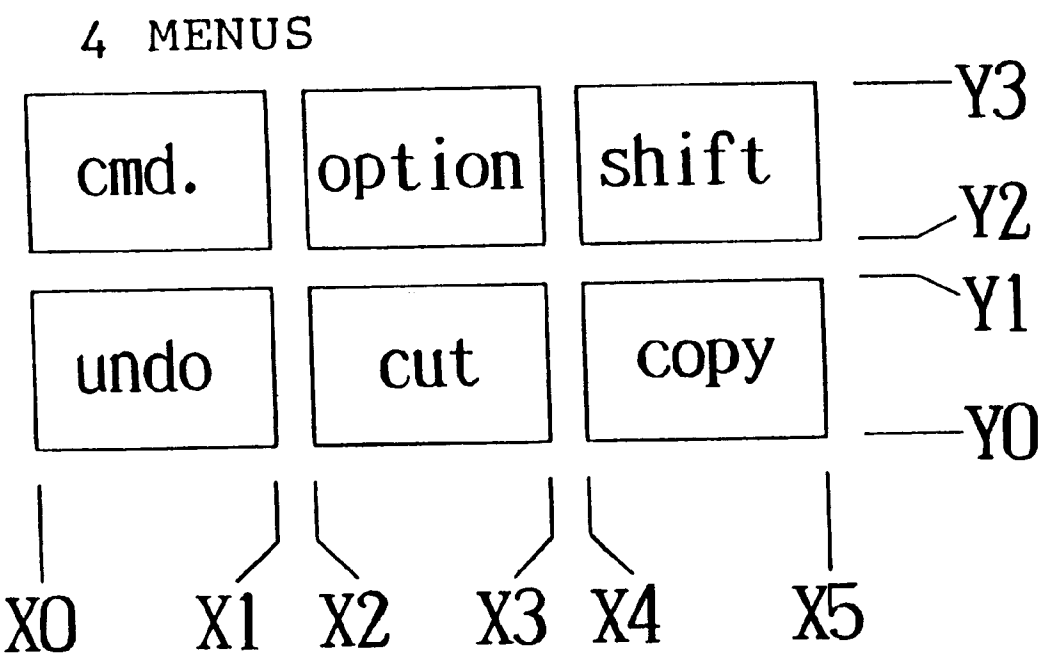 4 MENUS
Y3
cmd. option shift
Y2
Y1
undo cut copy
Y0
X0 X1 X2 X3 X4 X5